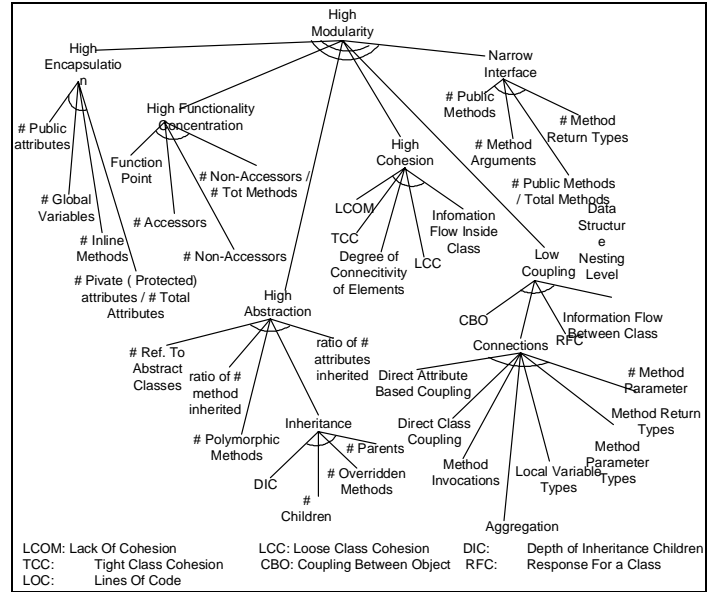 High
Modularity
High
Encapsulatio
n
Narrow
Interface
# Public
attributes
# Global
Variables
# Inline
Methods
# Pivate ( Protected)
attributes / # Total
Attributes
High Functionality
Concentration
Function
Point
# Accessors
# Non-Accessors
# Non-Accessors /
# Tot Methods
High
Cohesion
LCOM
TCC
Degree of
Connecitivity
of Elements
LCC
Infomation
Flow Inside
Class
# Public
Methods
# Method
Arguments
# Public Methods
/ Total Methods
# Method
Return Types
High
Abstraction
# Ref. To
Abstract
Classes
ratio of #
method
inherited
# Polymorphic
Methods
ratio of #
attributes
inherited
Inheritance
DIC
#
Children
# Overridden
Methods
# Parents
Low
Coupling
Data
Structur
e
Nesting
Level
CBO
Connections
RFC
Information Flow
Between Class
Direct Attribute
Based Coupling
Direct Class
Coupling
Method
Invocations
Aggregation
Local Variable
Types
Method
Parameter
Types
Method Return
Types
# Method
Parameter
LCOM: Lack Of Cohesion LCC: Loose Class Cohesion DIC: Depth of Inheritance Children
TCC: Tight Class Cohesion CBO: Coupling Between Object RFC: Response For a Class
LOC: Lines Of Code